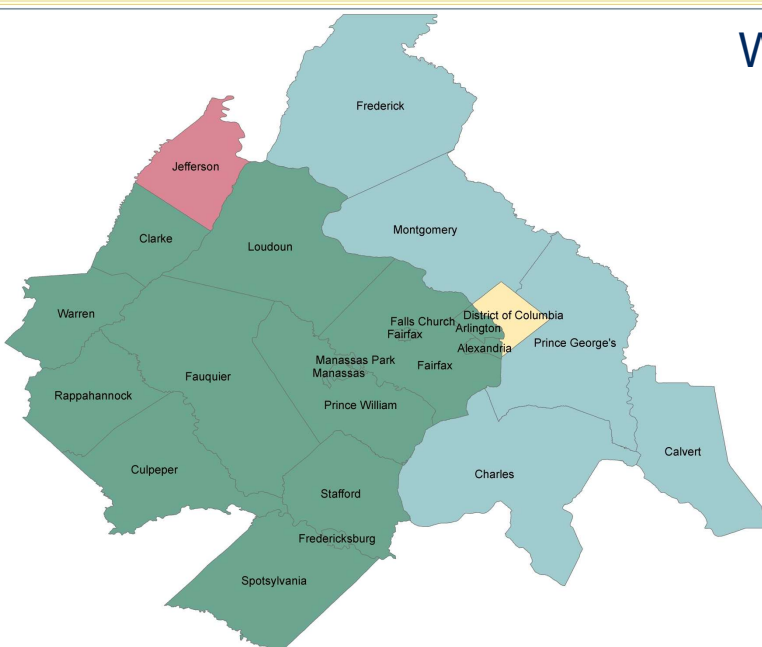 W
Frederick
Jefferson
Montgomery
Clarke
Loudoun
Warren
District of Columbia
Falls Church
Arlington
Fairfax
Prince George's
Alexandria
Manassas Park
Fairfax
Manassas
Fauquier
Rappahannock
Prince William
Calvert
Culpeper
Charles
Stafford
Fredericksburg
Spotsylvania